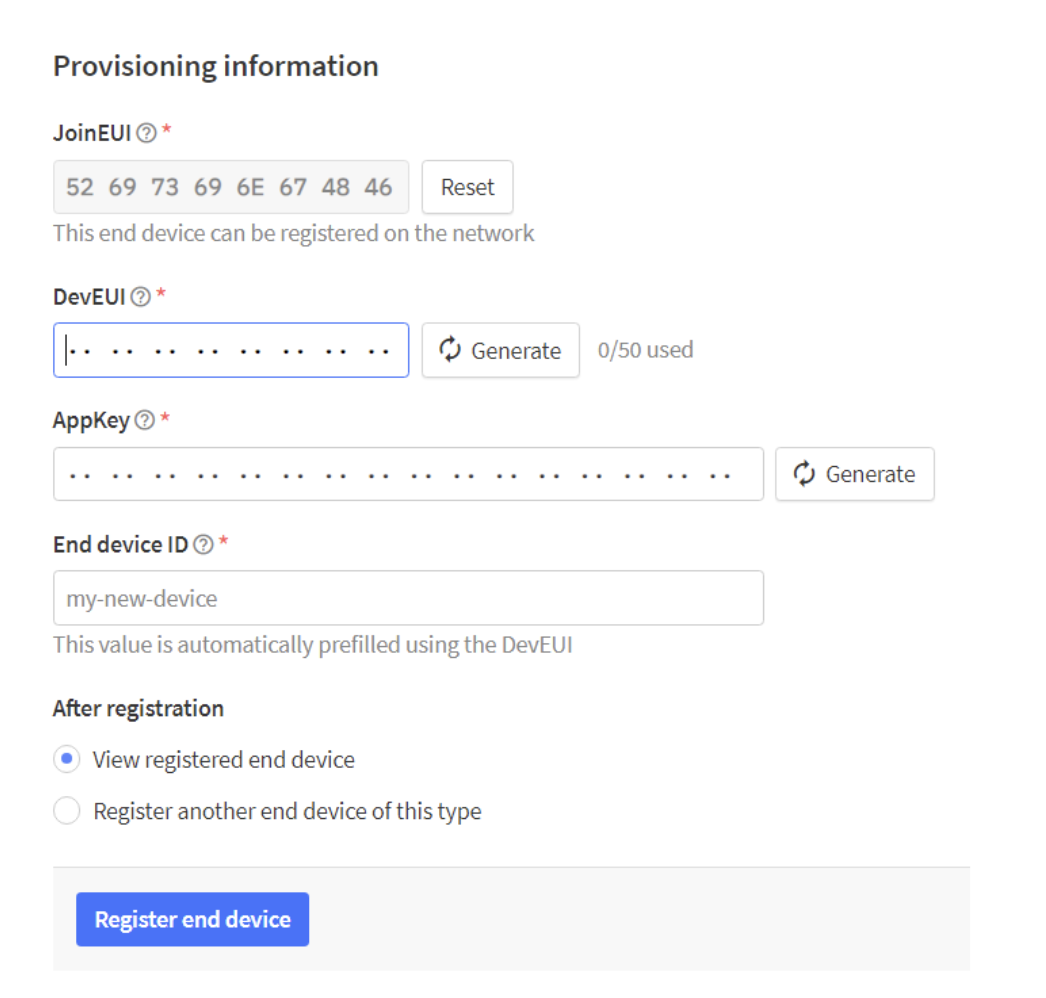 Provisioning information
JoinEUI *
52 69 73 69 6E 67 48 46 Reset
This end device can be registered on the network
DevEUI *
·· ·· ·· ·· ·· ·· ·· ·· Generate 0/50 used
AppKey *
·· ·· ·· ·· ·· ·· ·· ·· ·· ·· ·· ·· ·· ·· ·· ·· Generate
End device ID *
my-new-device
This value is automatically prefilled using the DevEUI
After registration
View registered end device
Register another end device of this type
Register end device